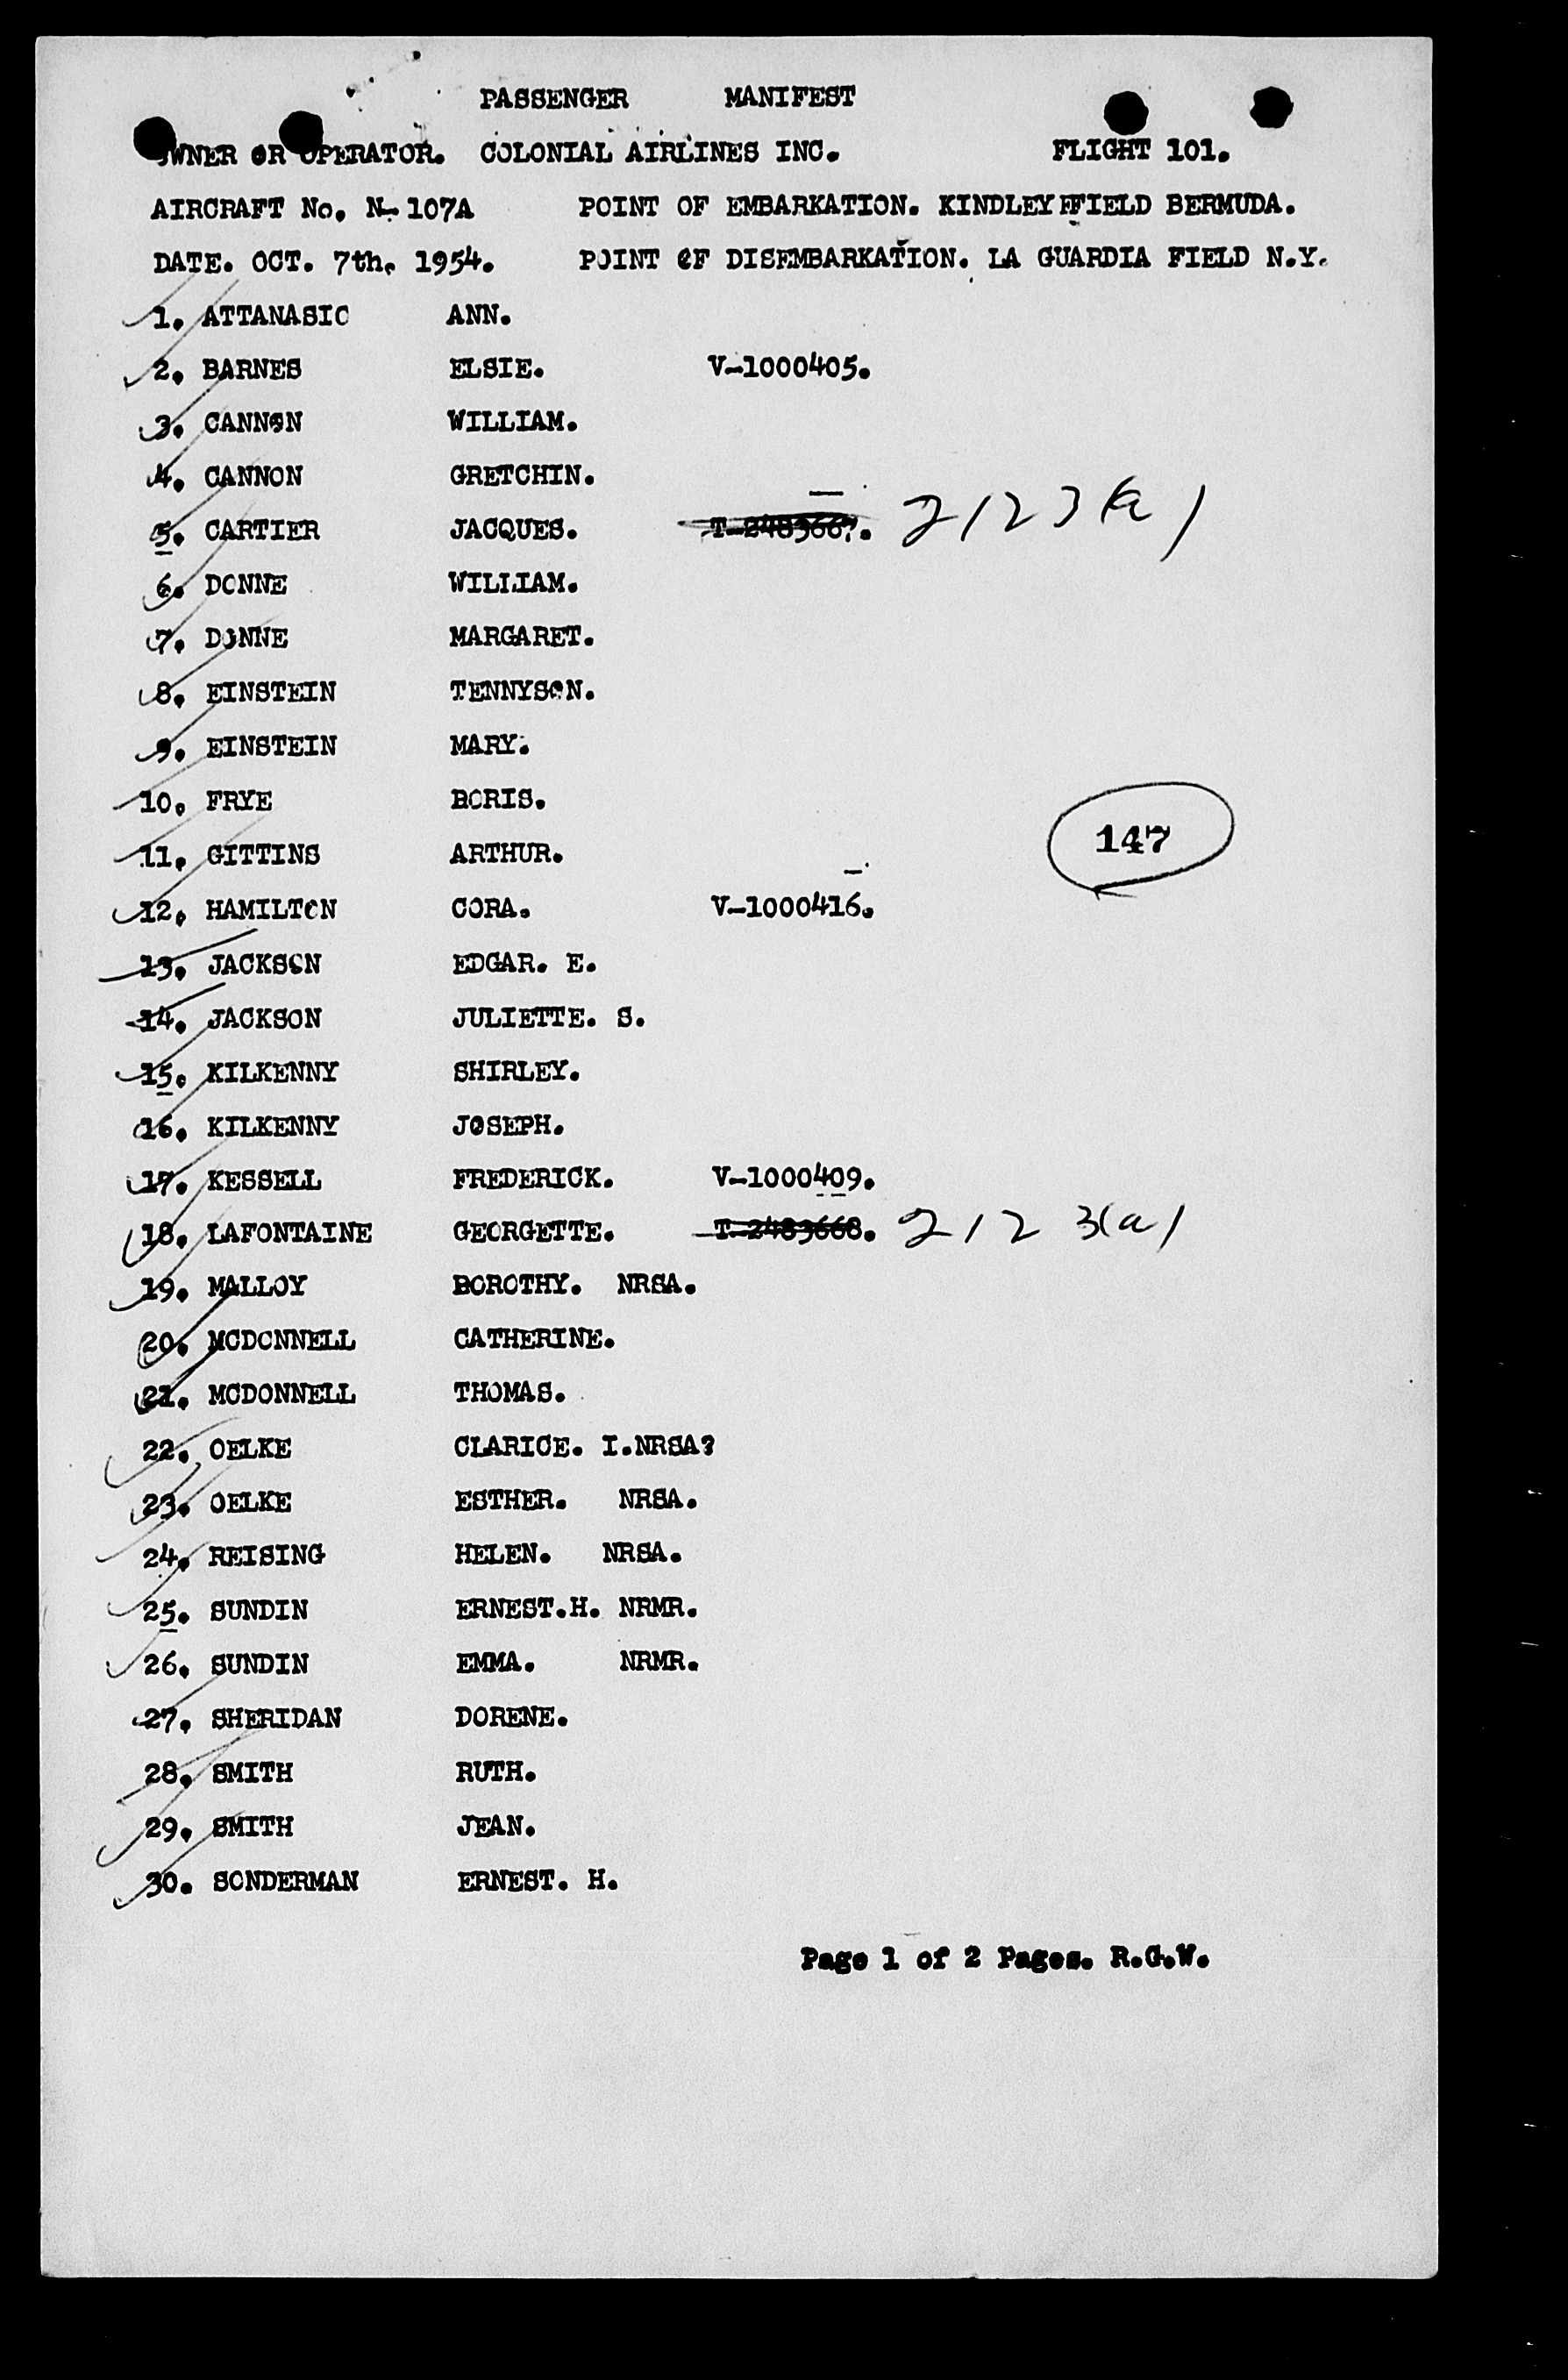 PASSENGER MANIFEST
OWNER OR OPERATOR. COLONIAL AIRLINES INC. FLIGHT 101.
AIRCRAFT No. N-107A POINT OF EMBARKATION. KINDLEY FFIELD BERMUDA.
DATE. OCT. 7th. 1954. POINT OF DISEMBARKATION. LA GUARDIA FIELD N.Y.
1. ATTANASIO ANN.
2. BARNES ELSIE. V-1000405.
3. CANNON WILLIAM.
4. CANNON GRETCHIN.
5. CARTIER JACQUES. T-2483667. 2123(a)
6. DONNE WILLIAM.
7. DONNE MARGARET.
8. EINSTEIN TENNYSON.
9. EINSTEIN MARY.
10. FRYE BORIS.
147
11. GITTINS ARTHUR.
12. HAMILTON CORA. V-1000416.
13. JACKSON EDGAR. E.
14. JACKSON JULIETTE. S.
15. KILKENNY SHIRLEY.
16. KILKENNY JOSEPH.
17. KESSELL FREDERICK. V-1000409.
18. LAFONTAINE GEORGETTE. T-2483668. 2123(a)
19. MALLOY BOROTHY. NRSA.
20. MCDONNELL CATHERINE.
21. MCDONNELL THOMAS.
22. OELKE CLARICE. I.NRSA?
23. OELKE ESTHER. NRSA.
24. REISING HELEN. NRSA.
25. SUNDIN ERNEST.H. NRMR.
26. SUNDIN EMMA. NRMR.
27. SHERIDAN DORENE.
28. SMITH RUTH.
29. SMITH JEAN.
30. SONDERMAN ERNEST. H.
Page 1 of 2 Pages. R.G.W.